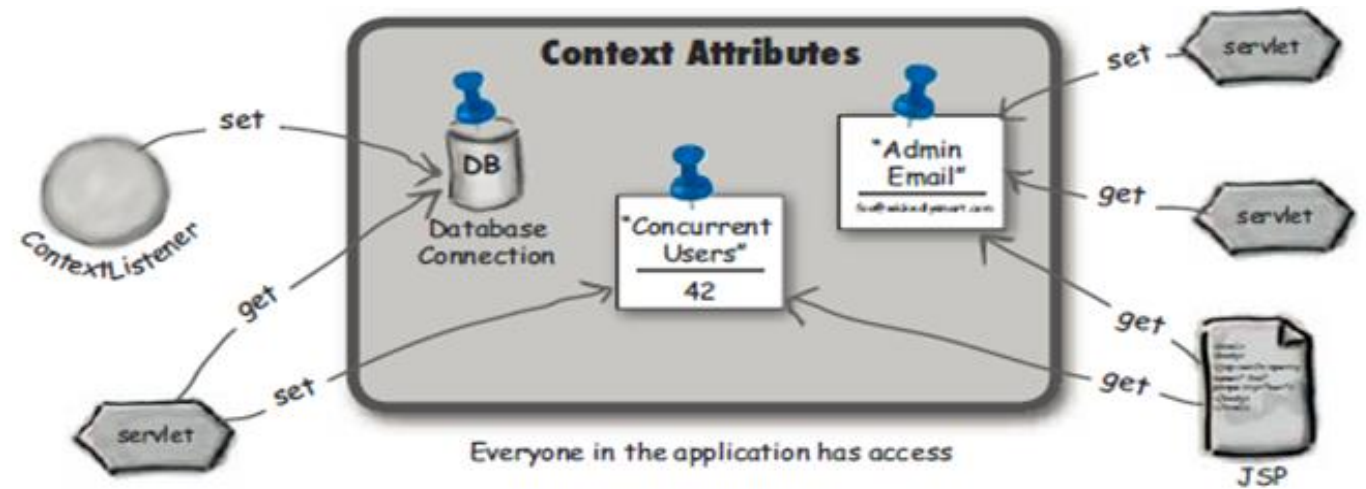 Context Attributes
set
servlet
set
DB
"Admin
Email"
get
servlet
ContextListener
Database
Connection
"Concurrent
Users"
42
get
set
get
get
servlet
Everyone in the application has access
JSP